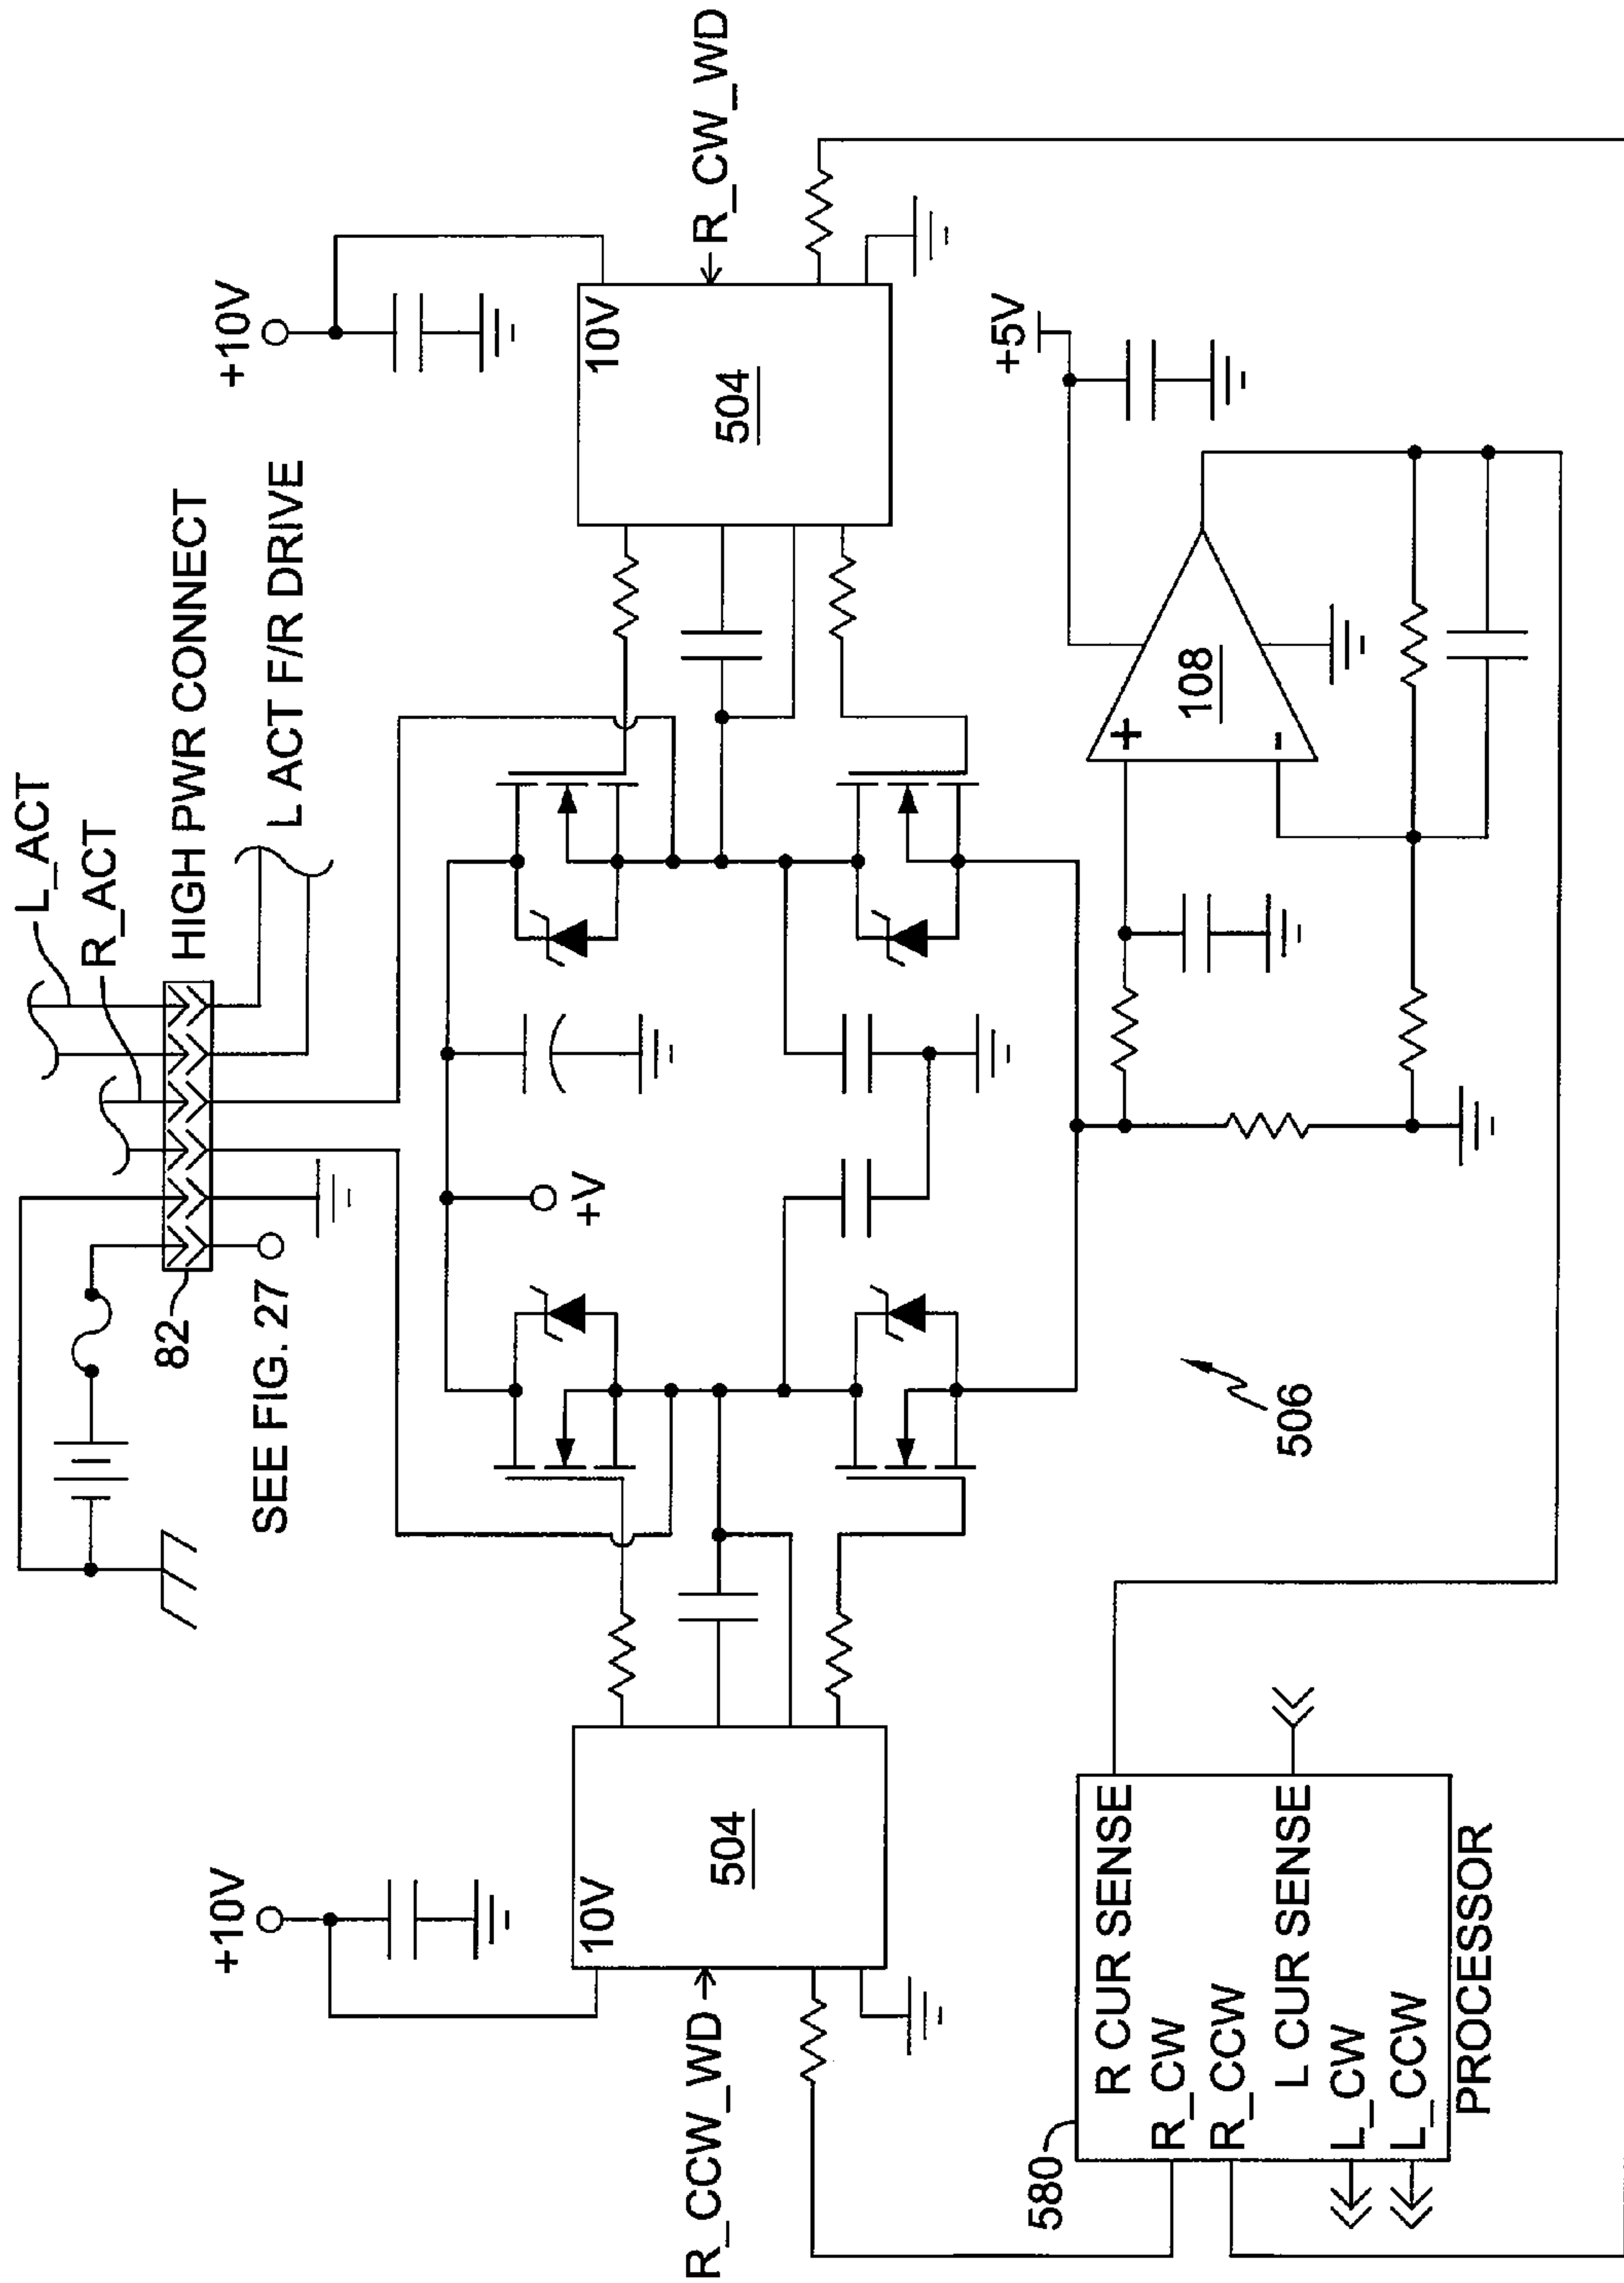 L_ACT
R_ACT
HIGH PWR CONNECT
L ACT F/R DRIVE
82
SEE FIG. 27
+10V
+10V
10V
504
R_CCW_WD
10V
504
R_CW_WD
+V
+5V
+
-
108
506
580
R CUR SENSE
R_CW
R_CCW
L CUR SENSE
L_CW
L_CCW
PROCESSOR